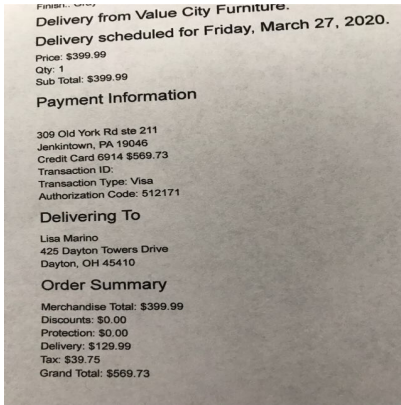 Finish.: Gray
Delivery from Value City Furniture.
Delivery scheduled for Friday, March 27, 2020.
Price: $399.99
Qty: 1
Sub Total: $399.99
Payment Information
309 Old York Rd ste 211
Jenkintown, PA 19046
Credit Card 6914 $569.73
Transaction ID:
Transaction Type: Visa
Authorization Code: 512171
Delivering To
Lisa Marino
425 Dayton Towers Drive
Dayton, OH 45410
Order Summary
Merchandise Total: $399.99
Discounts: $0.00
Protection: $0.00
Delivery: $129.99
Tax: $39.75
Grand Total: $569.73